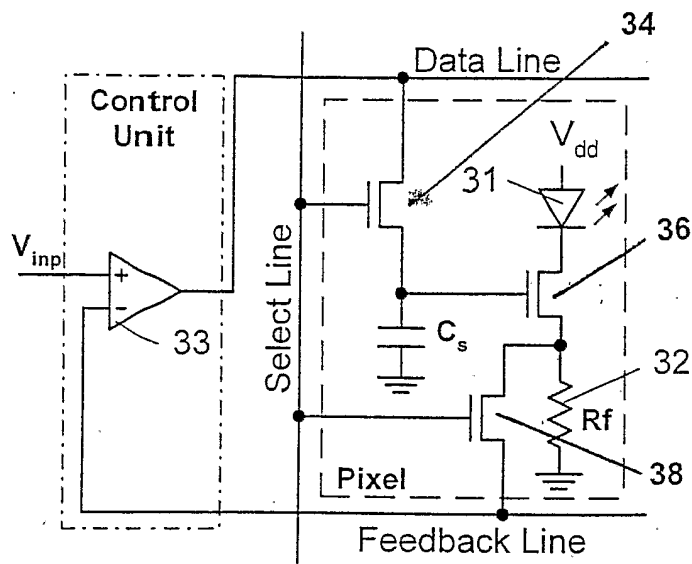 34
Data Line
Control
Unit
V_dd
31
36
V_inp
+
-
33
Select Line
C_s
32
Rf
38
Pixel
Feedback Line